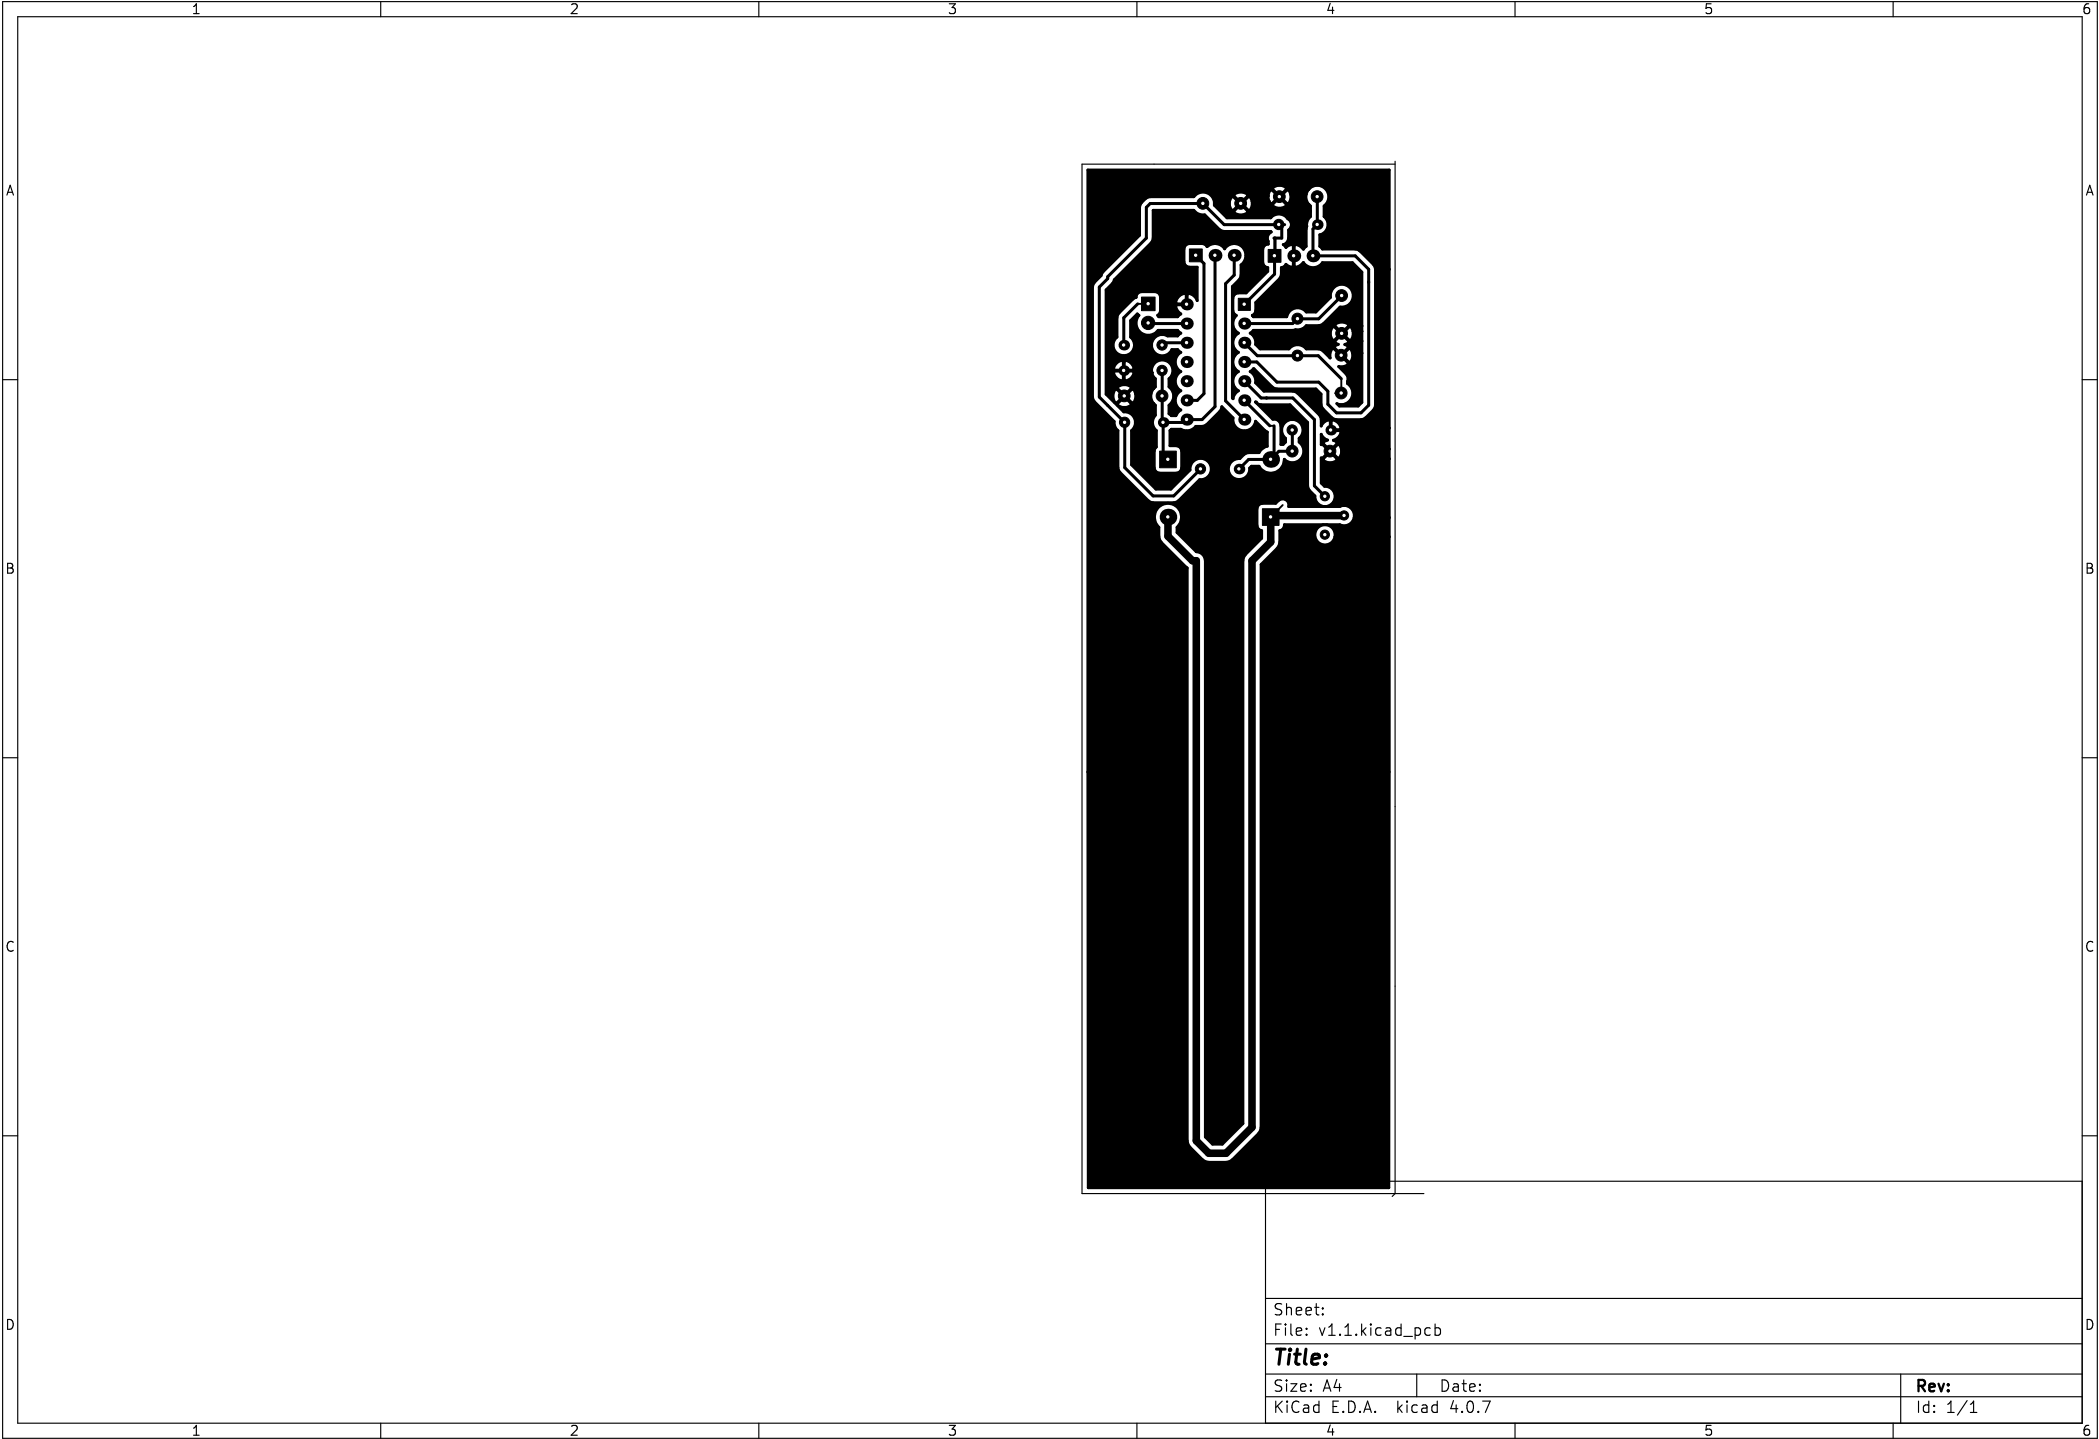 1 2 3 4 5 6
A A
B B
C C
D D
Sheet:
File: v1.1.kicad_pcb
Title:
Size: A4 Date: Rev:
KiCad E.D.A. kicad 4.0.7 Id: 1/1
1 2 3 4 5 6